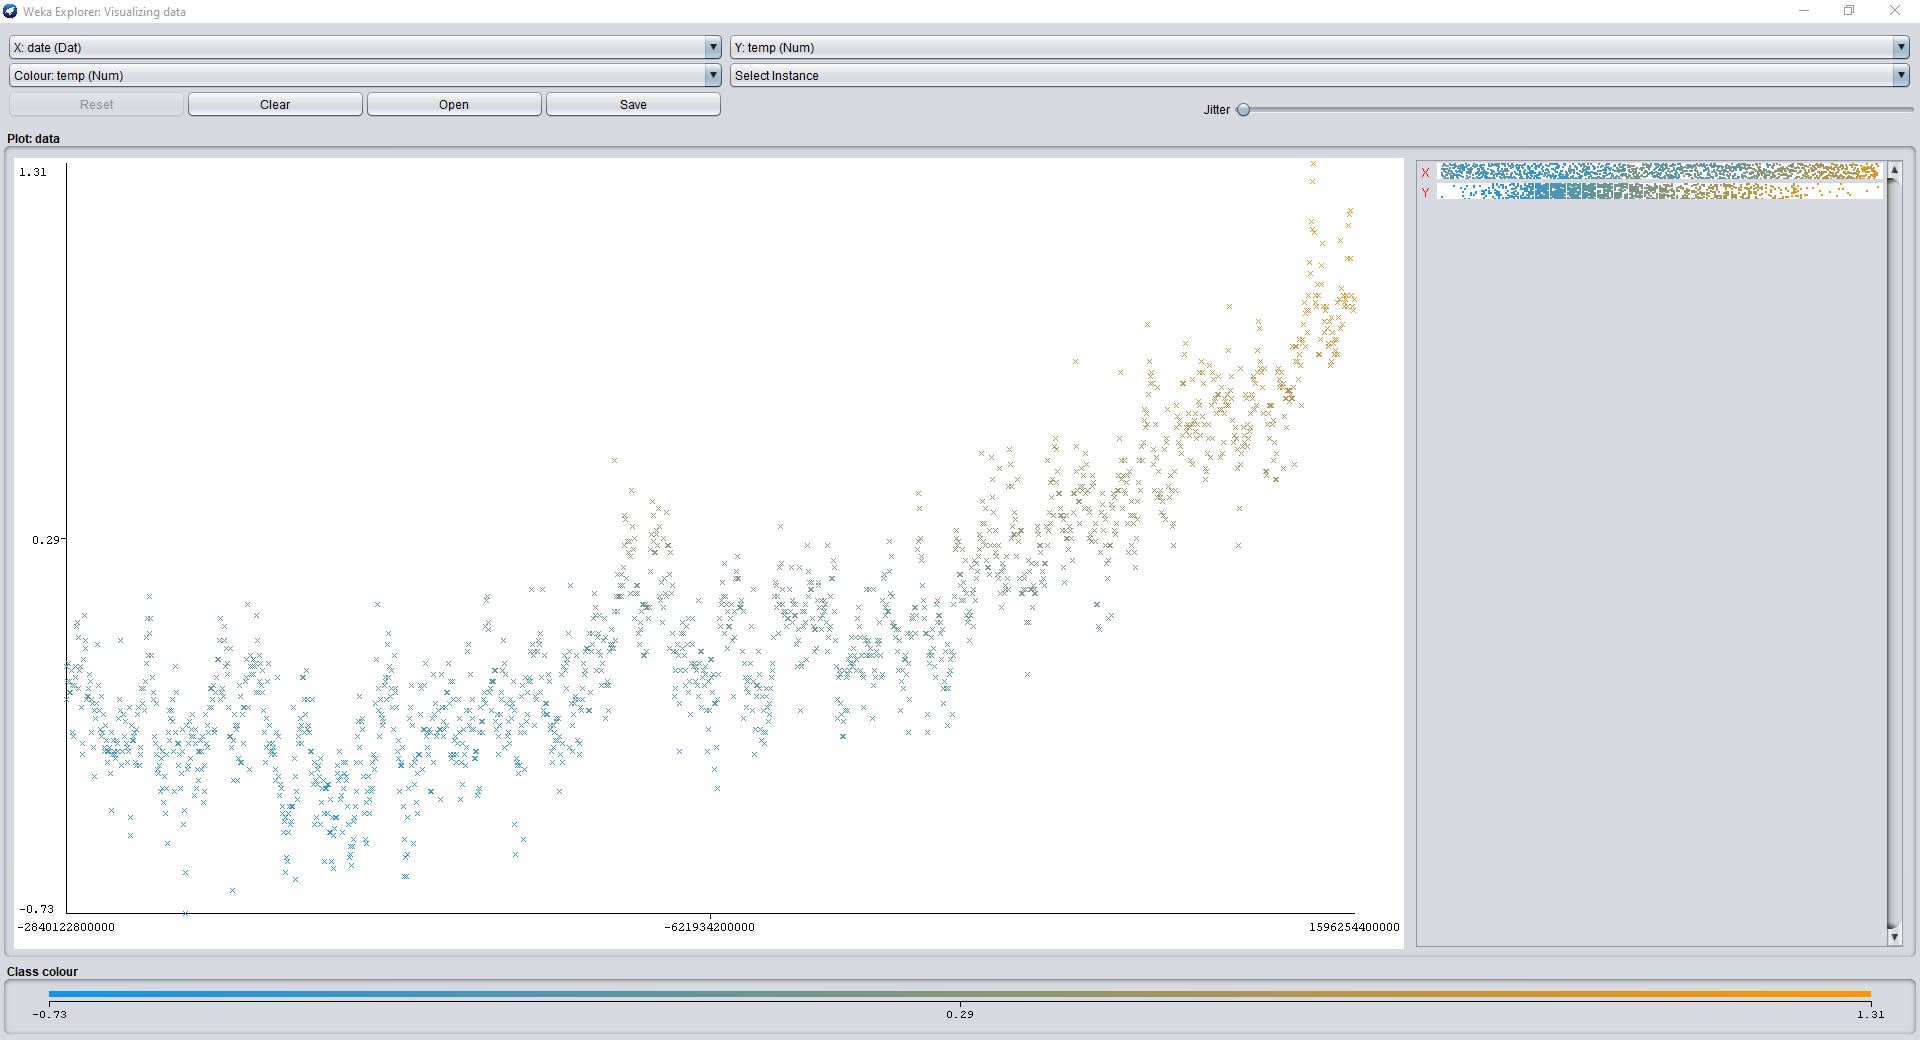 Weka Explorer: Visualizing data
X: date (Dat)
Y: temp (Num)
Colour: temp (Num)
Select Instance
Reset
Clear
Open
Save
Jitter
Plot: data
1.31
0.29
-0.73
-2840122800000
-621934200000
1596254400000
X
Y
Class colour
-0.73
0.29
1.31